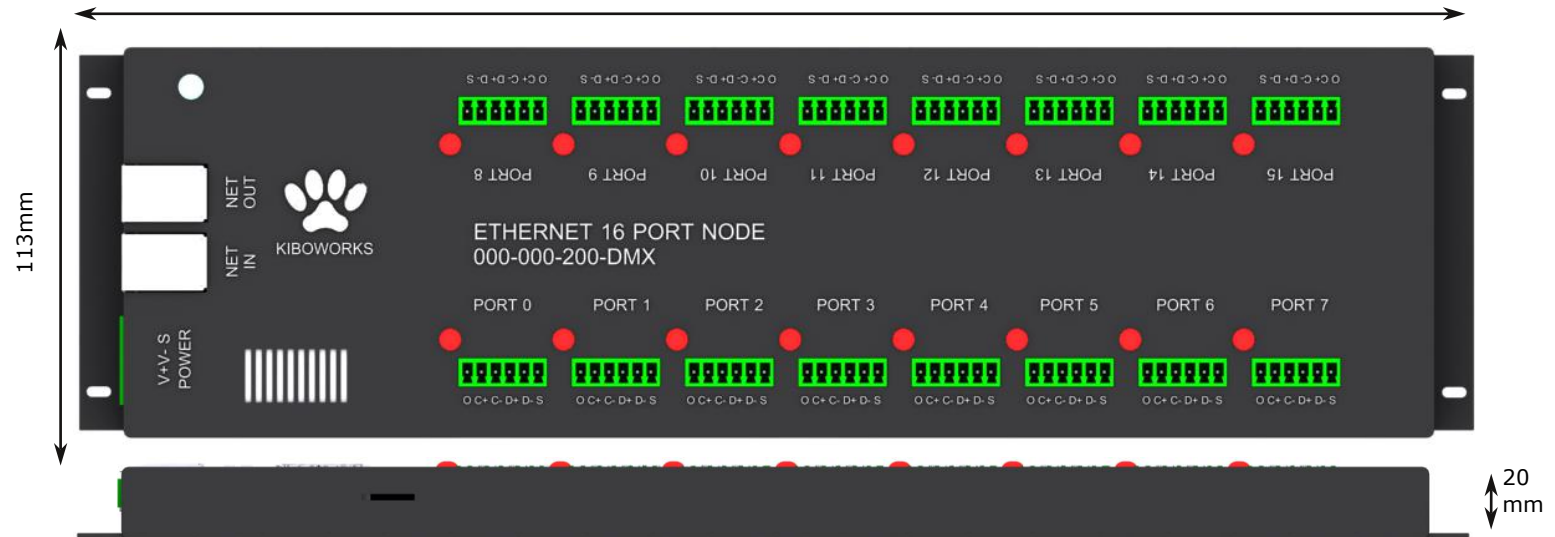 O C+ C- D+ D- S O C+ C- D+ D- S O C+ C- D+ D- S O C+ C- D+ D- S O C+ C- D+ D- S O C+ C- D+ D- S O C+ C- D+ D- S O C+ C- D+ D- S
PORT 8 PORT 9 PORT 10 PORT 11 PORT 12 PORT 13 PORT 14 PORT 15
113mm
NET
OUT
NET
IN
KIBOWORKS
ETHERNET 16 PORT NODE
000-000-200-DMX
PORT 0 PORT 1 PORT 2 PORT 3 PORT 4 PORT 5 PORT 6 PORT 7
V+V- S
POWER
O C+ C- D+ D- S O C+ C- D+ D- S O C+ C- D+ D- S O C+ C- D+ D- S O C+ C- D+ D- S O C+ C- D+ D- S O C+ C- D+ D- S O C+ C- D+ D- S
20
mm